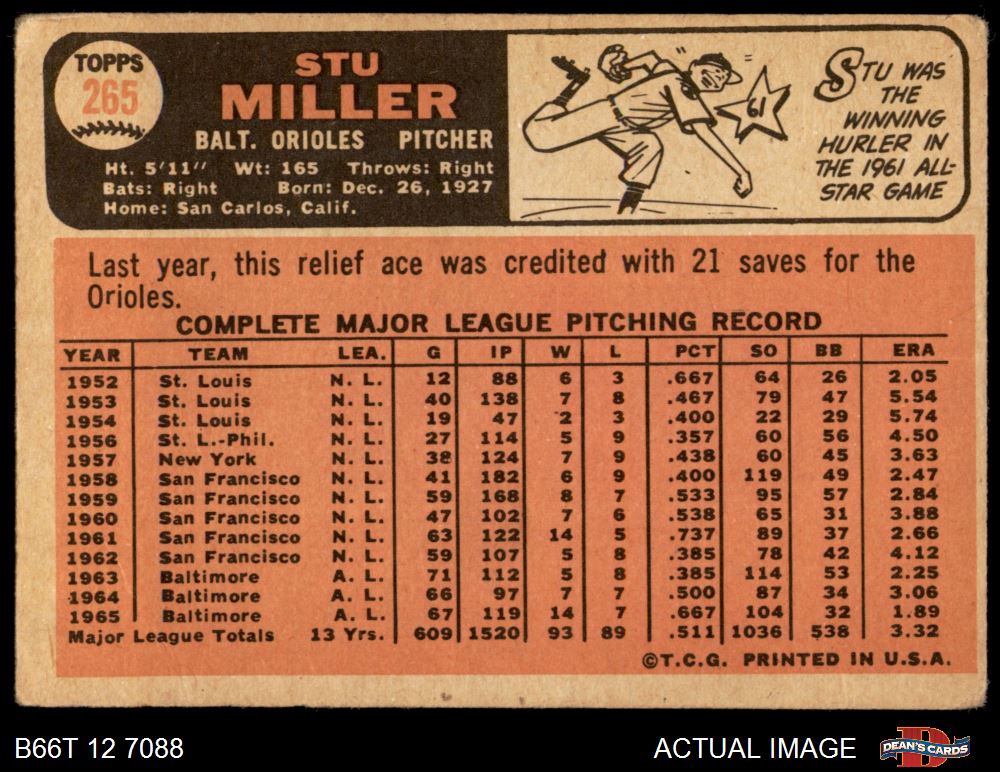 TOPPS
265
STU
MILLER
BALT. ORIOLES PITCHER
Ht. 5'11" Wt: 165 Throws: Right
Bats: Right Born: Dec. 26, 1927
Home: San Carlos, Calif.
61
STU WAS
THE
WINNING
HURLER IN
THE 1961 ALL-
STAR GAME
Last year, this relief ace was credited with 21 saves for the
Orioles.
COMPLETE MAJOR LEAGUE PITCHING RECORD
YEAR TEAM LEA. G IP W L PCT SO BB ERA
1952 St. Louis N. L. 12 88 6 3 .667 64 26 2.05
1953 St. Louis N. L. 40 138 7 8 .467 79 47 5.54
1954 St. Louis N. L. 19 47 2 3 .400 22 29 5.74
1956 St. L.-Phil. N. L. 27 114 5 9 .357 60 56 4.50
1957 New York N. L. 38 124 7 9 .438 60 45 3.63
1958 San Francisco N. L. 41 182 6 9 .400 119 49 2.47
1959 San Francisco N. L. 59 168 8 7 .533 95 57 2.84
1960 San Francisco N. L. 47 102 7 6 .538 65 31 3.88
1961 San Francisco N. L. 63 122 14 5 .737 89 37 2.66
1962 San Francisco N. L. 59 107 5 8 .385 78 42 4.12
1963 Baltimore A. L. 71 112 5 8 .385 114 53 2.25
1964 Baltimore A. L. 66 97 7 7 .500 87 34 3.06
1965 Baltimore A. L. 67 119 14 7 .667 104 32 1.89
Major League Totals 13 Yrs. 609 1520 93 89 .511 1036 538 3.32
©T.C.G. PRINTED IN U.S.A.
B66T 12 7088 ACTUAL IMAGE DEAN'S CARDS